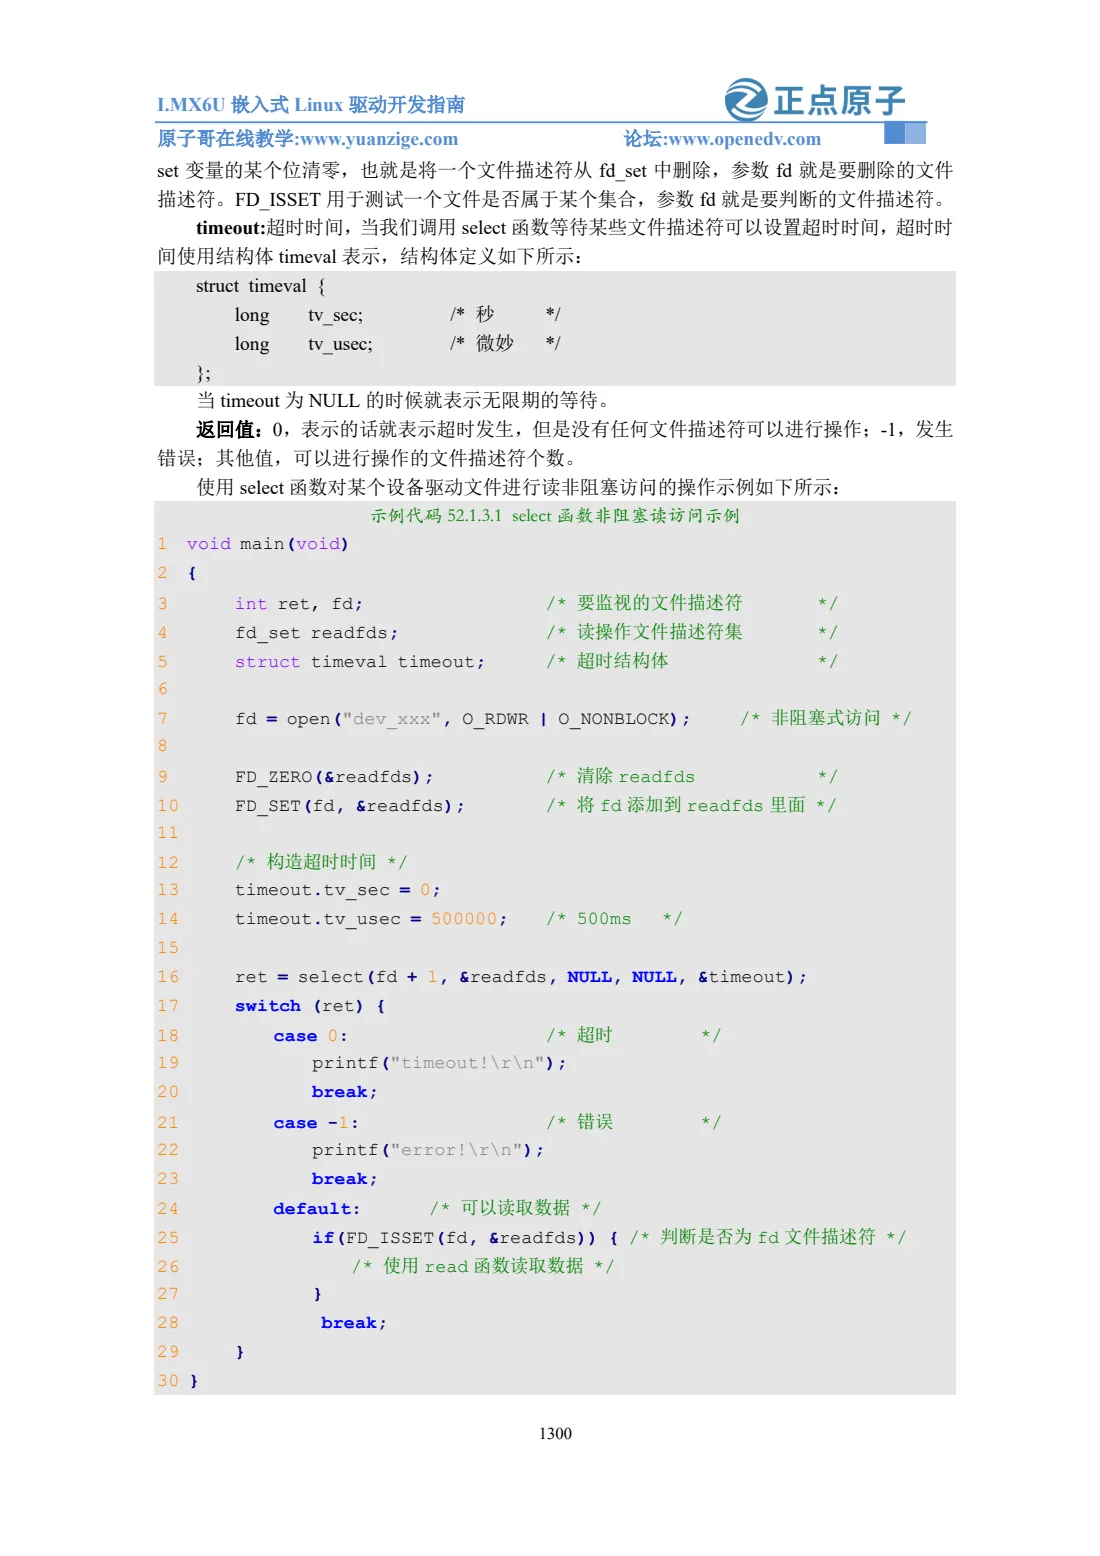 I.MX6U 嵌入式 Linux 驱动开发指南
正点原子
原子哥在线教学:www.yuanzige.com 论坛:www.openedv.com
set 变量的某个位清零，也就是将一个文件描述符从 fd_set 中删除，参数 fd 就是要删除的文件
描述符。FD_ISSET 用于测试一个文件是否属于某个集合，参数 fd 就是要判断的文件描述符。
timeout:超时时间，当我们调用 select 函数等待某些文件描述符可以设置超时时间，超时时
间使用结构体 timeval 表示，结构体定义如下所示：
struct timeval {
long tv_sec; /* 秒 */
long tv_usec; /* 微妙 */
};
当 timeout 为 NULL 的时候就表示无限期的等待。
返回值：0，表示的话就表示超时发生，但是没有任何文件描述符可以进行操作；-1，发生
错误；其他值，可以进行操作的文件描述符个数。
使用 select 函数对某个设备驱动文件进行读非阻塞访问的操作示例如下所示：
示例代码 52.1.3.1 select 函数非阻塞读访问示例
1 void main(void)
2 {
3 int ret, fd; /* 要监视的文件描述符 */
4 fd_set readfds; /* 读操作文件描述符集 */
5 struct timeval timeout; /* 超时结构体 */
6
7 fd = open("dev_xxx", O_RDWR | O_NONBLOCK); /* 非阻塞式访问 */
8
9 FD_ZERO(&readfds); /* 清除 readfds */
10 FD_SET(fd, &readfds); /* 将 fd 添加到 readfds 里面 */
11
12 /* 构造超时时间 */
13 timeout.tv_sec = 0;
14 timeout.tv_usec = 500000; /* 500ms */
15
16 ret = select(fd + 1, &readfds, NULL, NULL, &timeout);
17 switch (ret) {
18 case 0: /* 超时 */
19 printf("timeout!\r\n");
20 break;
21 case -1: /* 错误 */
22 printf("error!\r\n");
23 break;
24 default: /* 可以读取数据 */
25 if(FD_ISSET(fd, &readfds)) { /* 判断是否为 fd 文件描述符 */
26 /* 使用 read 函数读取数据 */
27 }
28 break;
29 }
30 }
1300